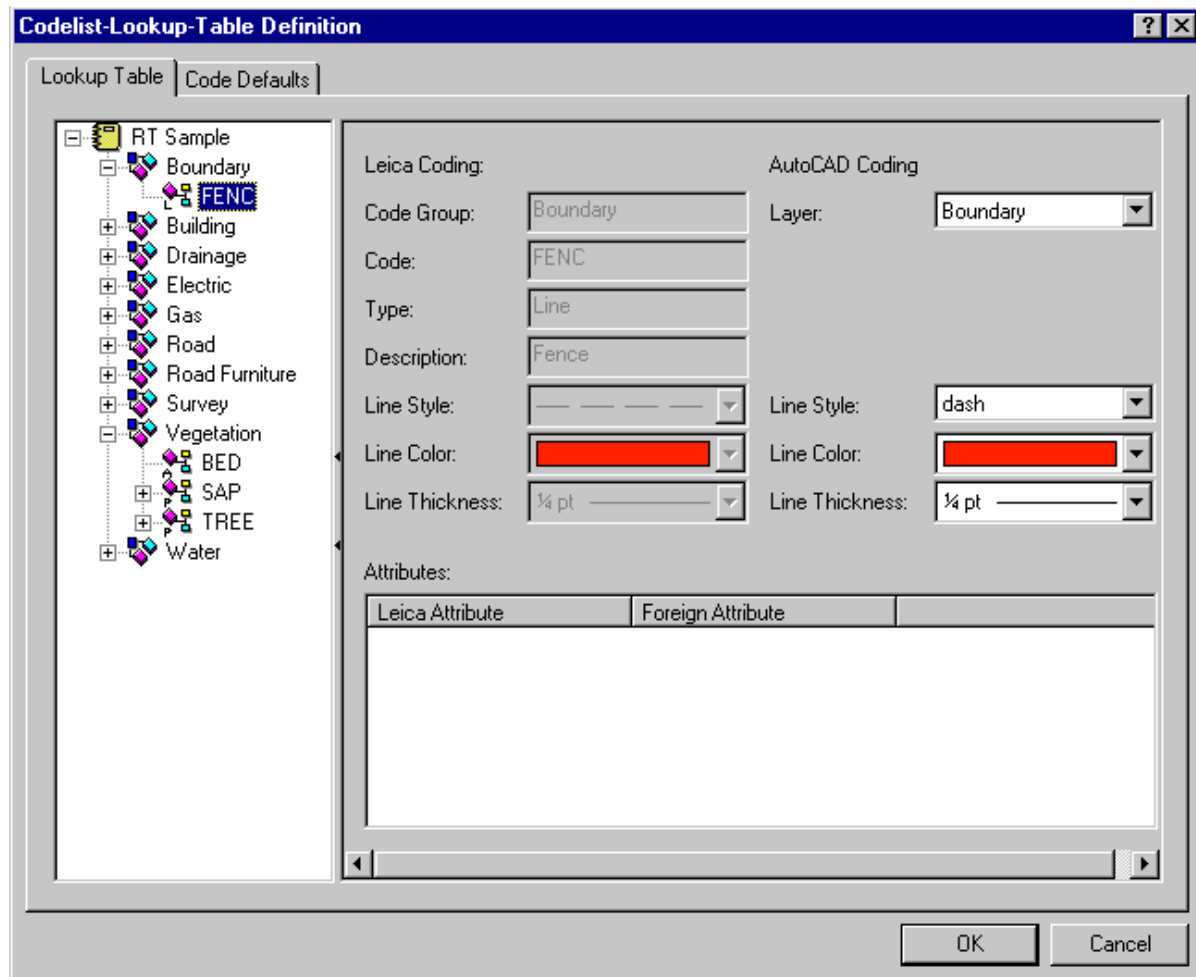 Codelist-Lookup-Table Definition
Lookup Table
Code Defaults
RT Sample
Boundary
L
FENC
Building
Drainage
Electric
Gas
Road
Road Furniture
Survey
Vegetation
A
BED
P
SAP
P
TREE
Water
Leica Coding:
AutoCAD Coding
Code Group:
Boundary
Layer:
Boundary
Code:
FENC
Type:
Line
Description:
Fence
Line Style:
Line Style:
dash
Line Color:
Line Color:
Line Thickness:
¼ pt
Line Thickness:
¼ pt
Attributes:
Leica Attribute
Foreign Attribute
OK
Cancel